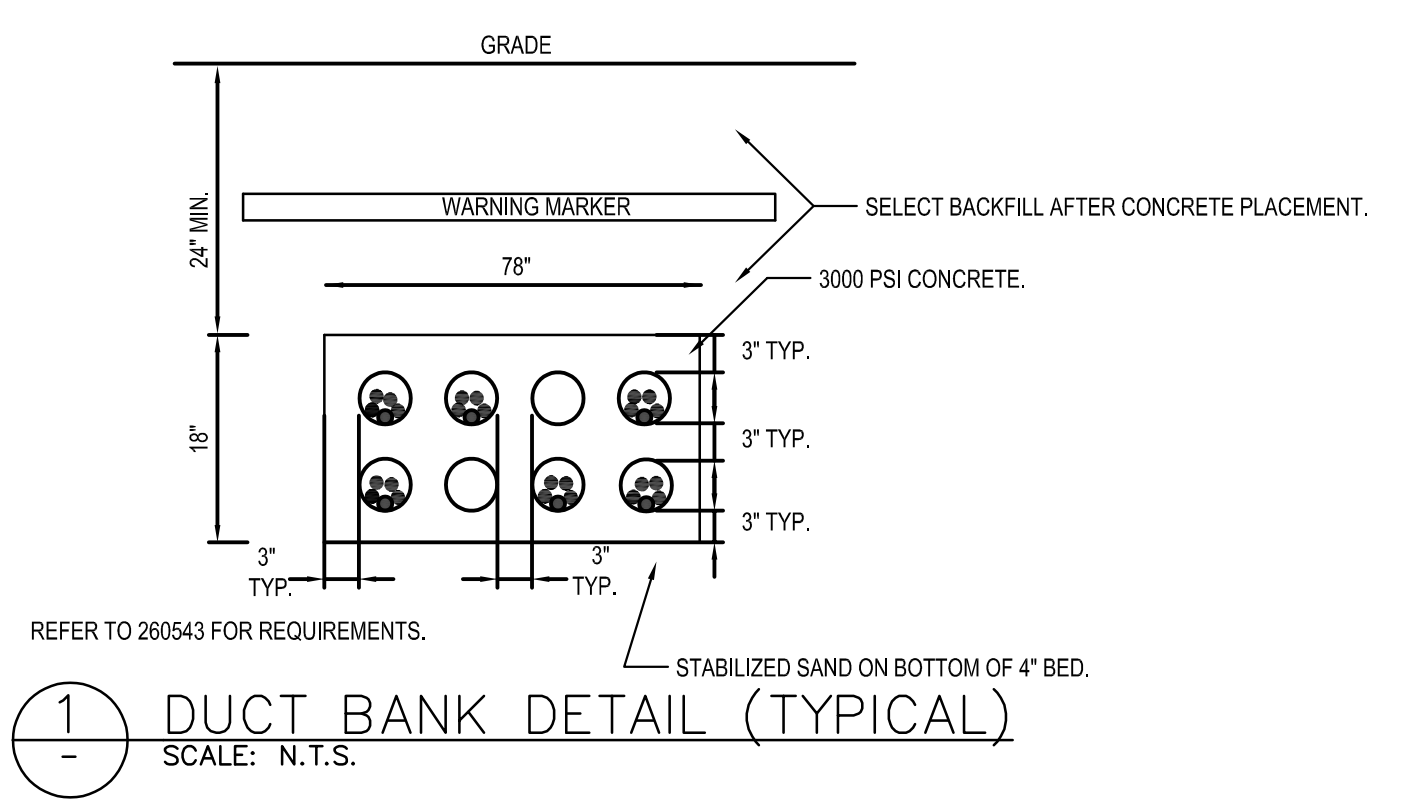 GRADE
24" MIN.
WARNING MARKER
SELECT BACKFILL AFTER CONCRETE PLACEMENT.
78"
3000 PSI CONCRETE.
3" TYP.
18"
3" TYP.
3" TYP.
3"
TYP.
3"
TYP.
REFER TO 260543 FOR REQUIREMENTS.
STABILIZED SAND ON BOTTOM OF 4" BED.
1
-
DUCT BANK DETAIL (TYPICAL)
SCALE: N.T.S.